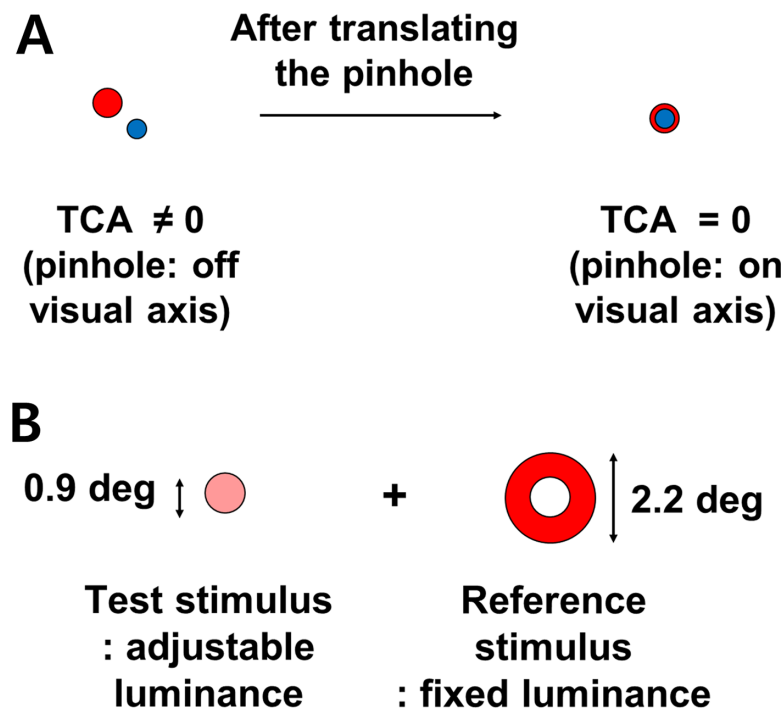 A
After translating
the pinhole
TCA ≠ 0
(pinhole: off
visual axis)
TCA = 0
(pinhole: on
visual axis)
B
0.9 deg
+
2.2 deg
Test stimulus
: adjustable
luminance
Reference
stimulus
: fixed luminance